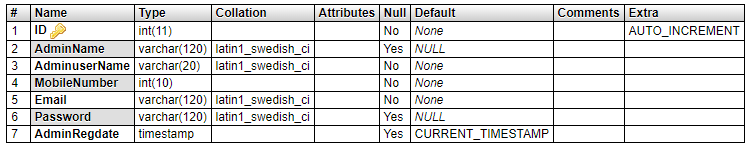 # Name Type Collation Attributes Null Default Comments Extra
1 ID int(11) No None AUTO_INCREMENT
2 AdminName varchar(120) latin1_swedish_ci Yes NULL
3 AdminuserName varchar(20) latin1_swedish_ci No None
4 MobileNumber int(10) No None
5 Email varchar(120) latin1_swedish_ci No None
6 Password varchar(120) latin1_swedish_ci Yes NULL
7 AdminRegdate timestamp Yes CURRENT_TIMESTAMP